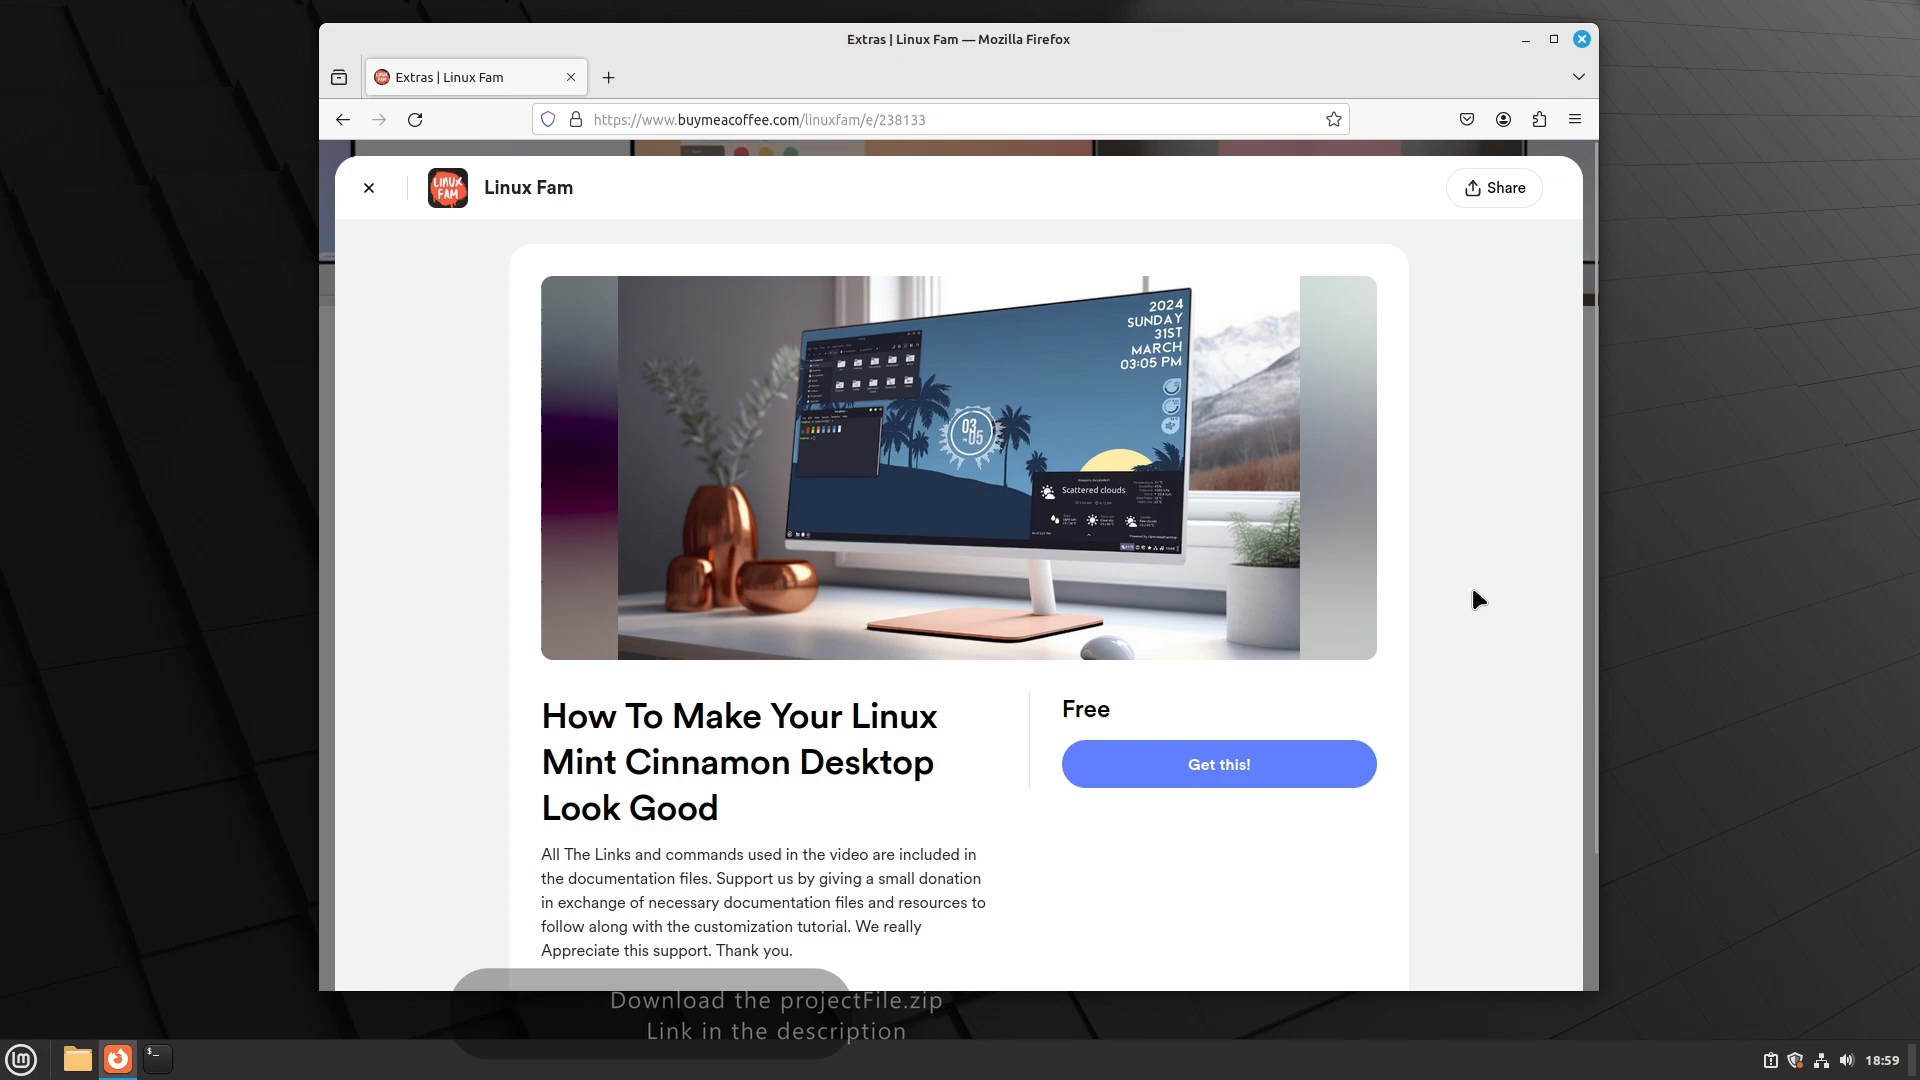 Extras | Linux Fam — Mozilla Firefox
Extras | Linux Fam
https://www.buymeacoffee.com/linuxfam/e/238133
LINUX
FAM
Linux Fam
Share
2024
SUNDAY
31ST
MARCH
03:05 PM
03
05
Scattered clouds
How To Make Your Linux
Mint Cinnamon Desktop
Look Good
Free
Get this!
All The Links and commands used in the video are included in
the documentation files. Support us by giving a small donation
in exchange of necessary documentation files and resources to
follow along with the customization tutorial. We really
Appreciate this support. Thank you.
Download the projectFile.zip
Link in the description
18:59